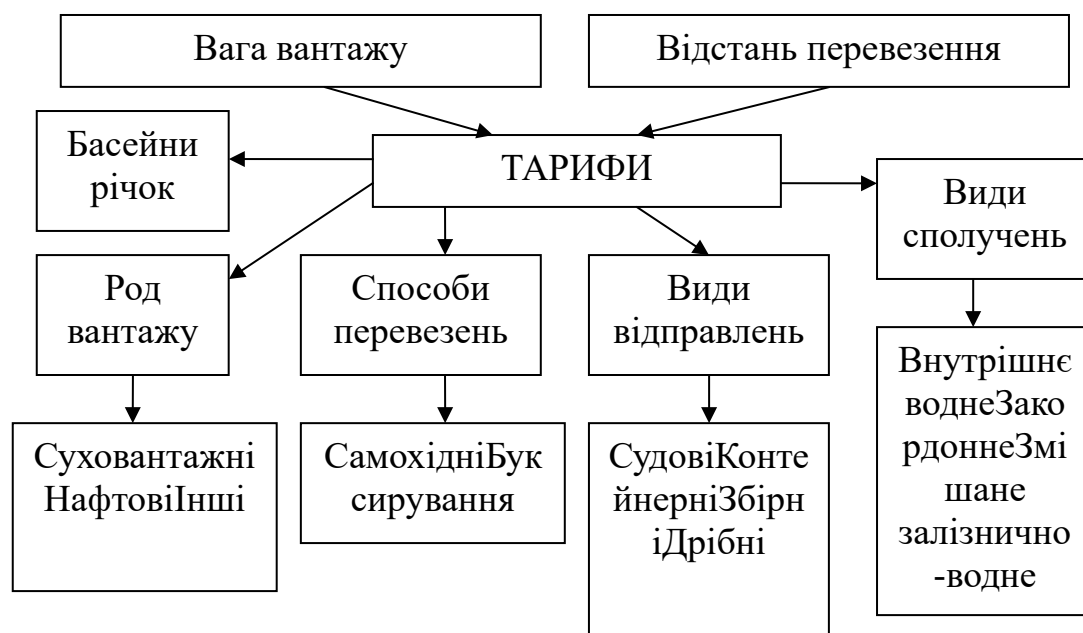 Вага вантажу
Відстань перевезення
Басейни
річок
ТАРИФИ
Види
сполучень
Род
вантажу
Способи
перевезень
Види
відправлень
Суховантажні
НафтовіІнші
СамохідніБук
сирування
СудовіКонте
йнерніЗбірн
іДрібні
Внутрішнє
воднеЗако
рдоннеЗмі
шане
залізнично
-водне